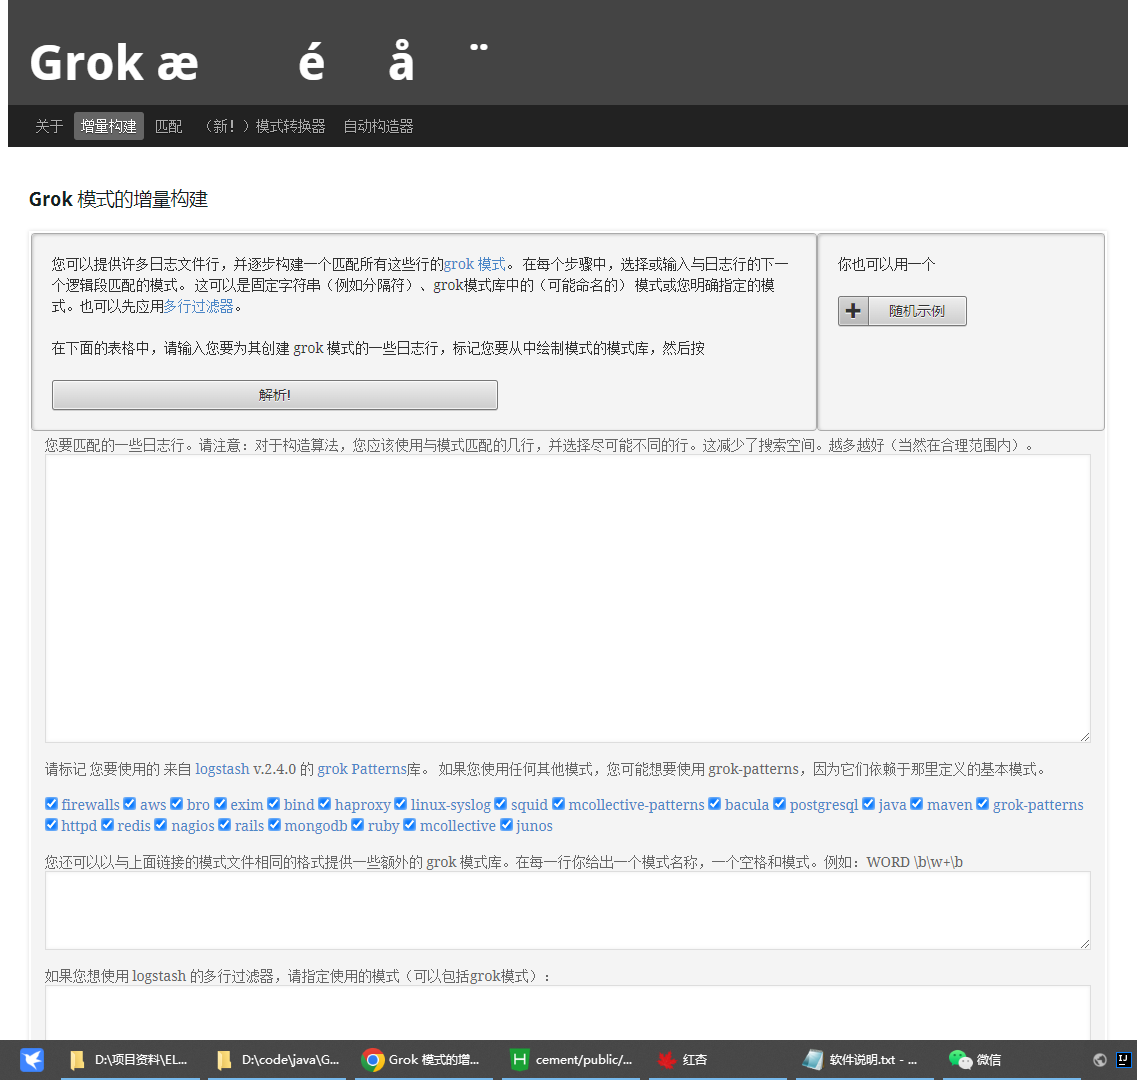 Grok æ é å ¨
关于 增量构建 匹配 （新！）模式转换器 自动构造器
Grok 模式的增量构建
您可以提供许多日志文件行，并逐步构建一个匹配所有这些行的grok 模式。 在每个步骤中，选择或输入与日志行的下一
个逻辑段匹配的模式。 这可以是固定字符串（例如分隔符）、grok模式库中的（可能命名的） 模式或您明确指定的模
式。也可以先应用多行过滤器。
在下面的表格中，请输入您要为其创建 grok 模式的一些日志行，标记您要从中绘制模式的模式库，然后按
解析!
你也可以用一个
随机示例
您要匹配的一些日志行。请注意：对于构造算法，您应该使用与模式匹配的几行，并选择尽可能不同的行。这减少了搜索空间。越多越好（当然在合理范围内）。
请标记 您要使用的 来自 logstash v.2.4.0 的 grok Patterns库。 如果您使用任何其他模式，您可能想要使用 grok-patterns，因为它们依赖于那里定义的基本模式。
firewalls aws bro exim bind haproxy linux-syslog squid mcollective-patterns bacula postgresql java maven grok-patterns
httpd redis nagios rails mongodb ruby mcollective junos
您还可以以与上面链接的模式文件相同的格式提供一些额外的 grok 模式库。在每一行你给出一个模式名称，一个空格和模式。例如：WORD \b\w+\b
如果您想使用 logstash 的多行过滤器，请指定使用的模式（可以包括grok模式）：
D:\项目资料\EL... D:\code\java\G... Grok 模式的增... cement/public/... 红杏 软件说明.txt - ... 微信